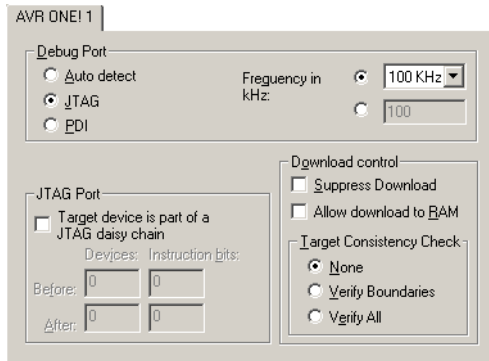 AVR ONE! 1
Debug Port
Auto detect
JTAG
PDI
Freguency in
kHz:
100 KHz
100
JTAG Port
Target device is part of a
JTAG daisy chain
Devices: Instruction bits:
Before: 0 0
After: 0 0
Download control
Suppress Download
Allow download to RAM
Target Consistency Check
None
Verify Boundaries
Verify All